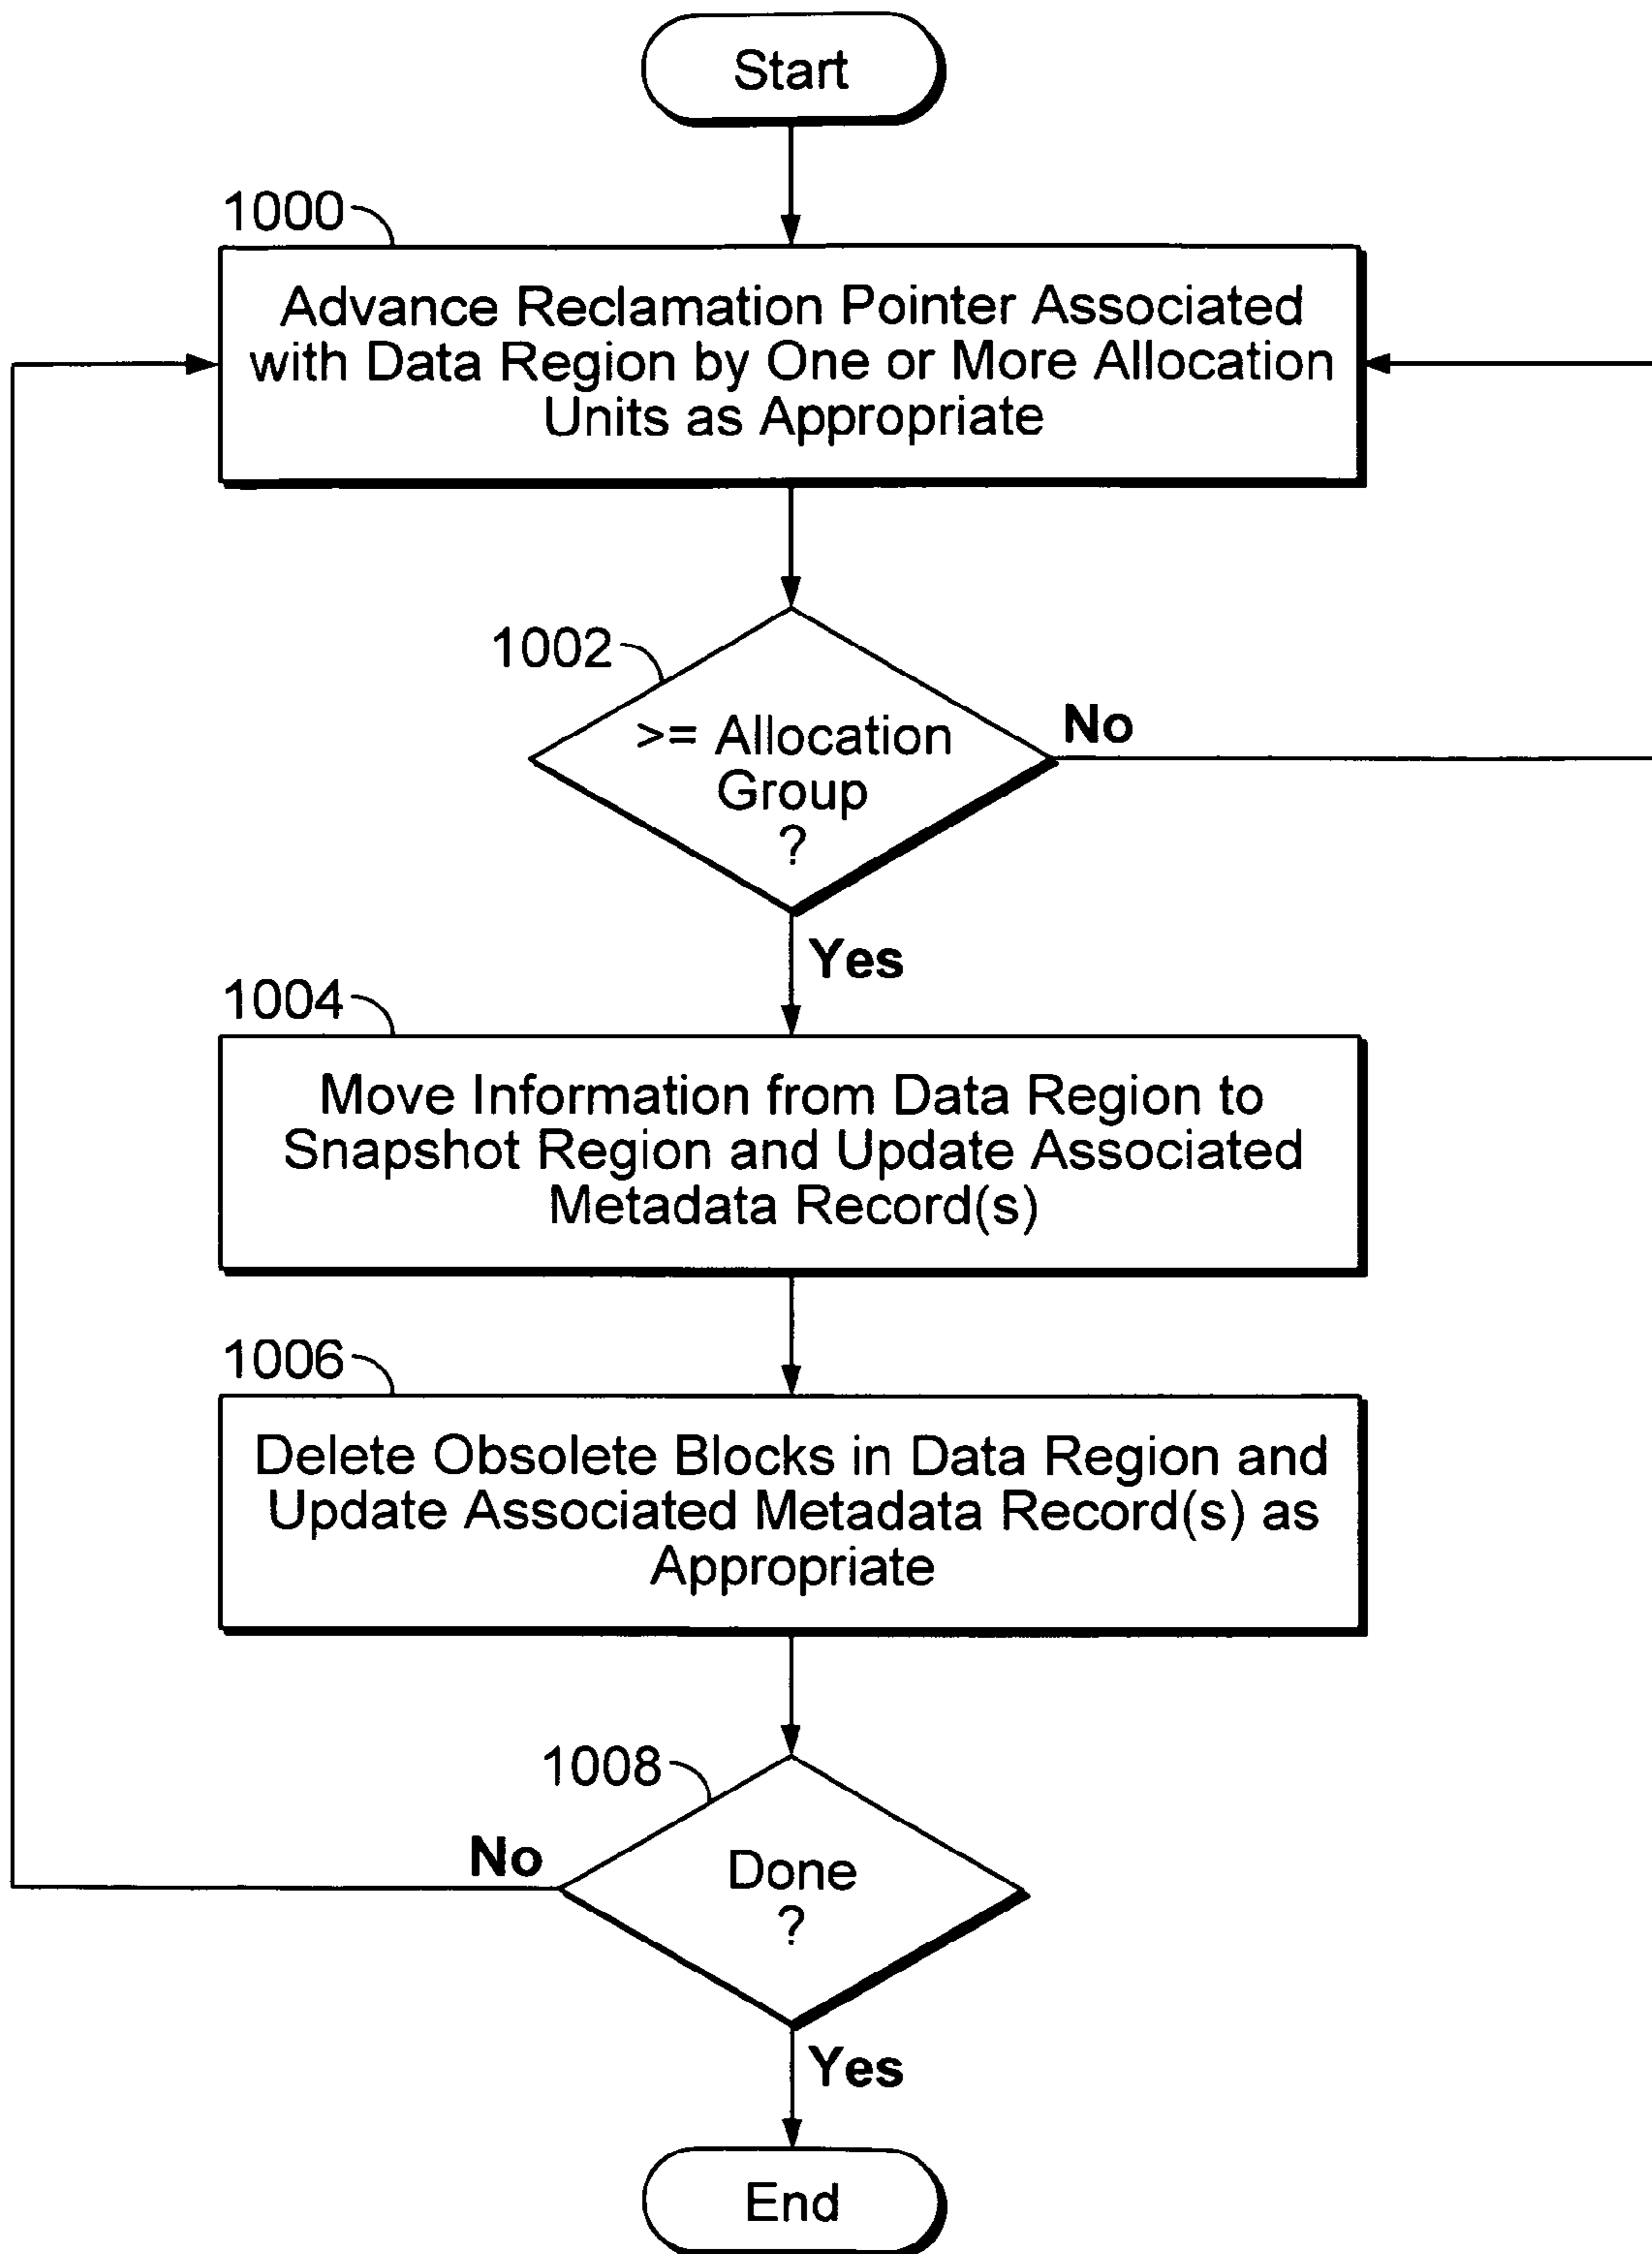 Start
1000
Advance Reclamation Pointer Associated
with Data Region by One or More Allocation
Units as Appropriate
1002
>= Allocation
Group
?
No
Yes
1004
Move Information from Data Region to
Snapshot Region and Update Associated
Metadata Record(s)
1006
Delete Obsolete Blocks in Data Region and
Update Associated Metadata Record(s) as
Appropriate
1008
No
Done
?
Yes
End